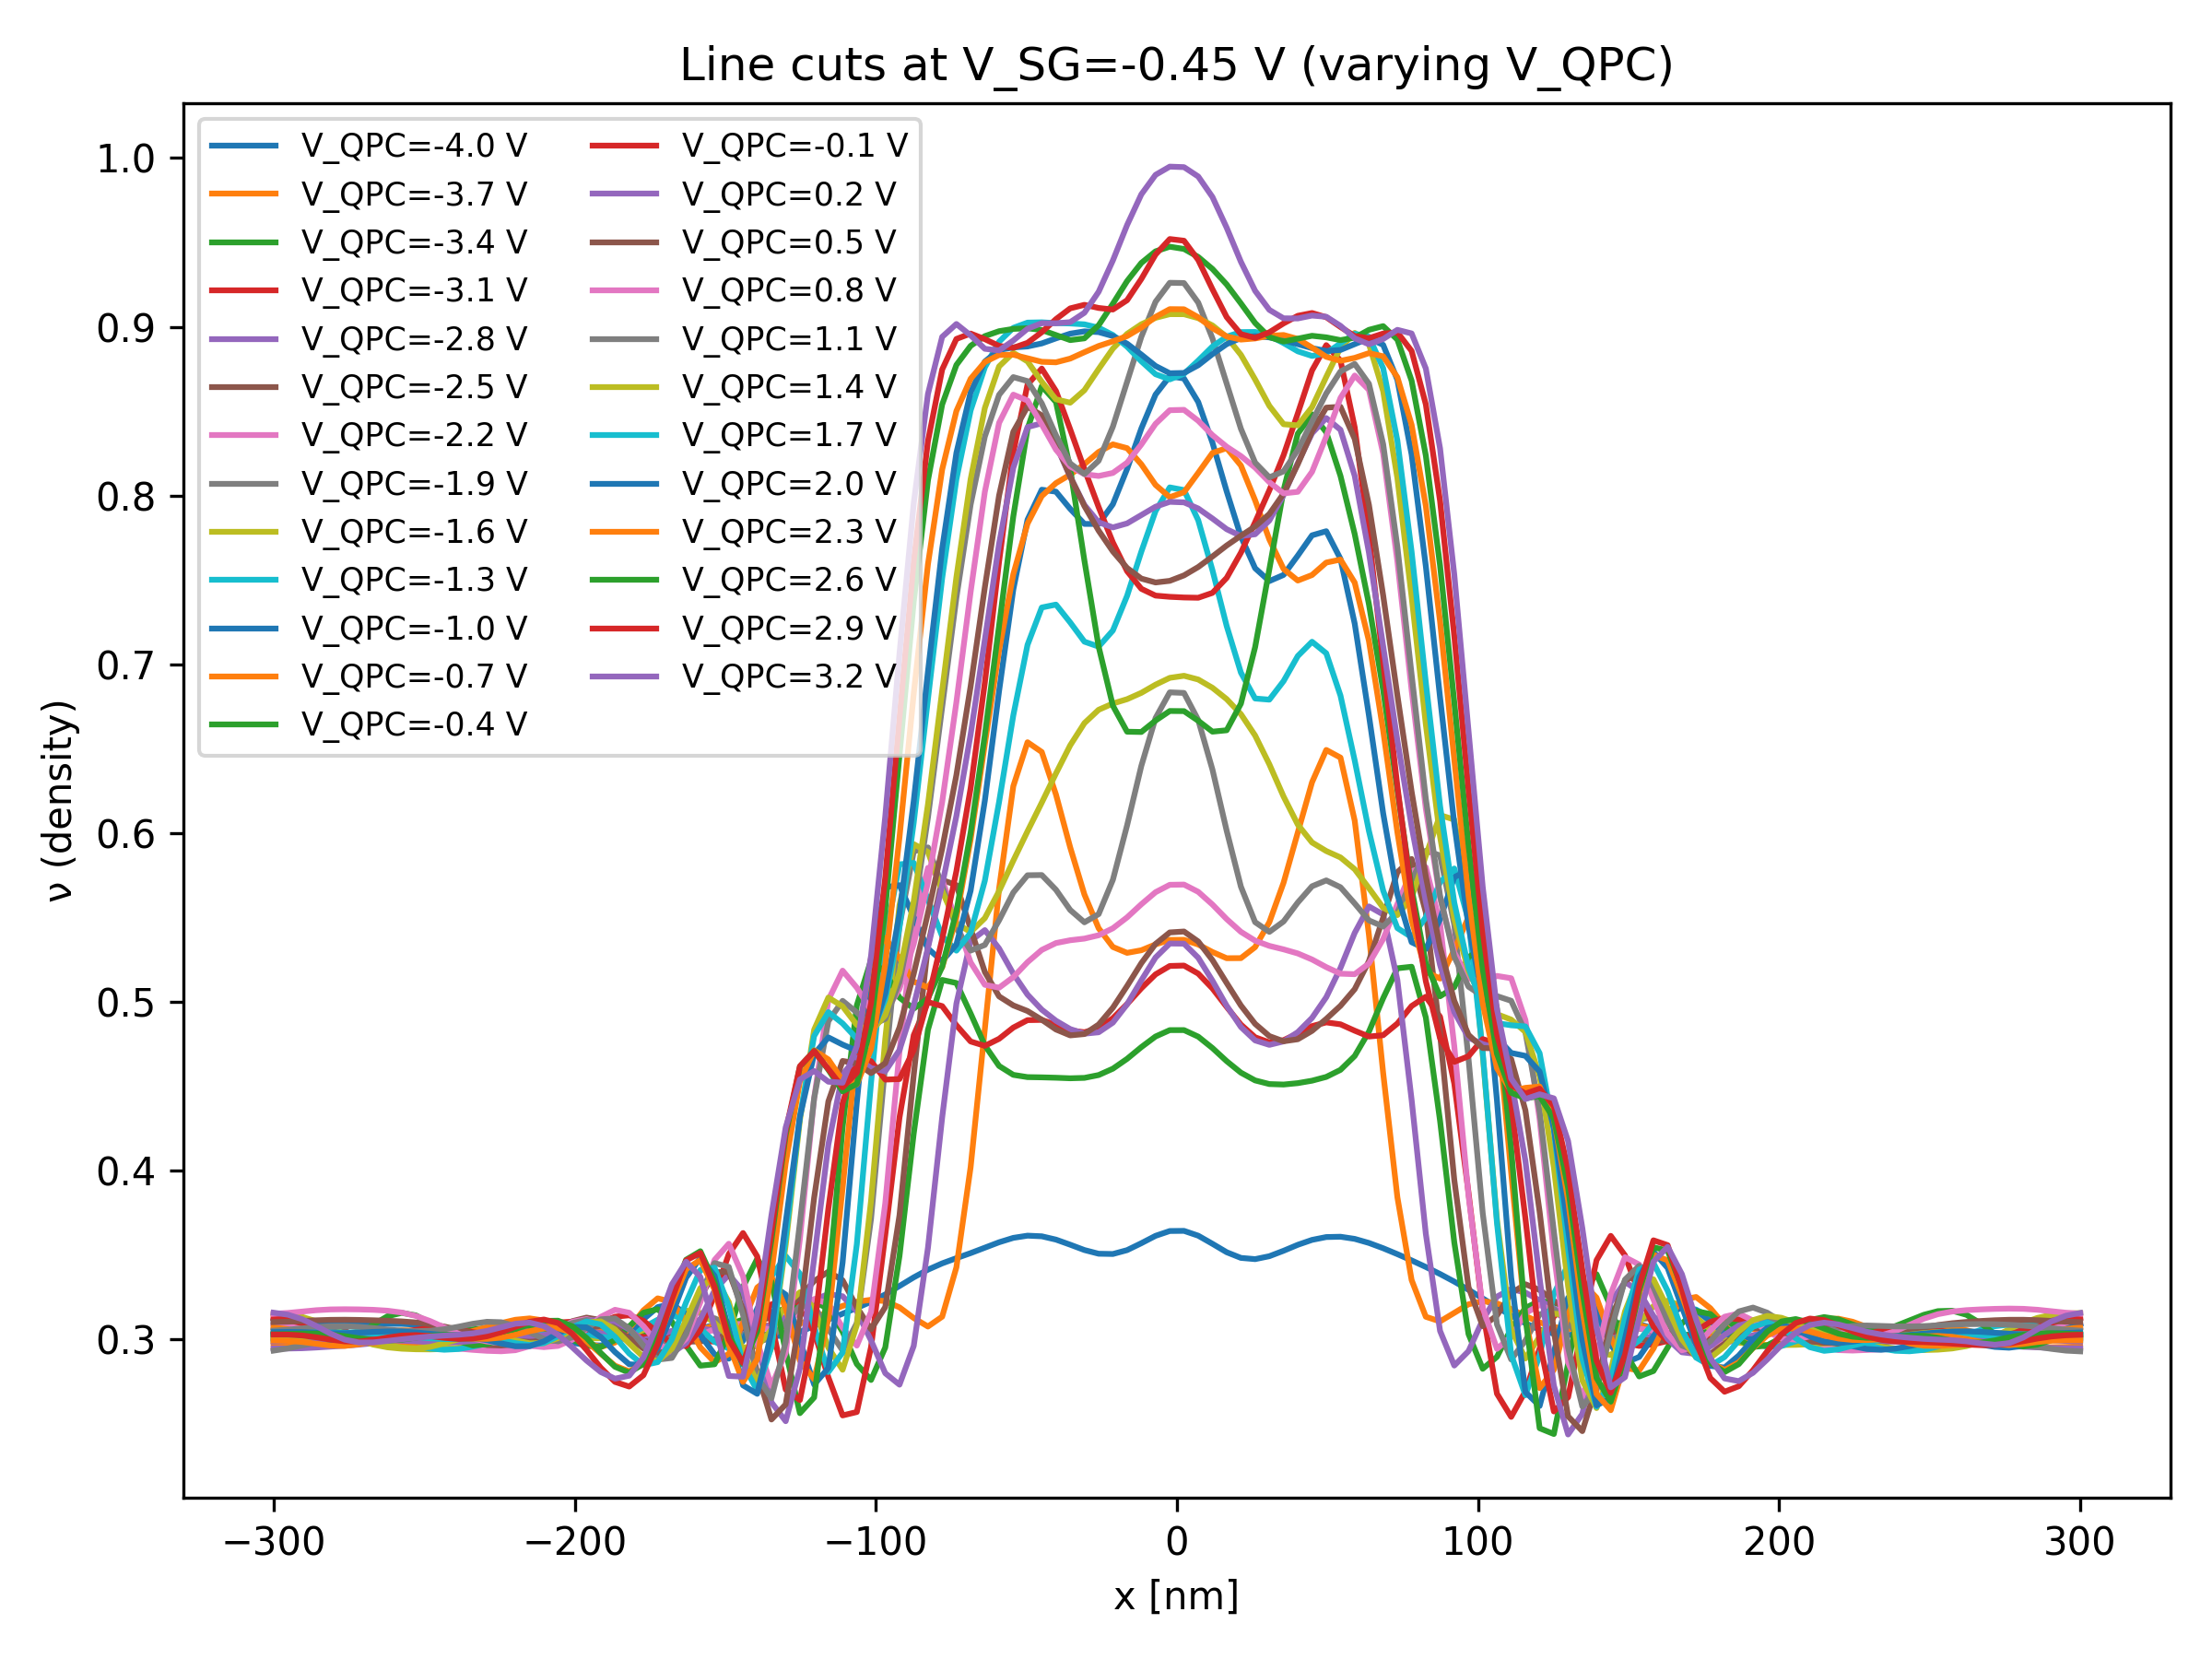 Line cuts at V_SG=-0.45 V (varying V_QPC)
V_QPC=-4.0 V
V_QPC=-3.7 V
V_QPC=-3.4 V
V_QPC=-3.1 V
V_QPC=-2.8 V
V_QPC=-2.5 V
V_QPC=-2.2 V
V_QPC=-1.9 V
V_QPC=-1.6 V
V_QPC=-1.3 V
V_QPC=-1.0 V
V_QPC=-0.7 V
V_QPC=-0.4 V
V_QPC=-0.1 V
V_QPC=0.2 V
V_QPC=0.5 V
V_QPC=0.8 V
V_QPC=1.1 V
V_QPC=1.4 V
V_QPC=1.7 V
V_QPC=2.0 V
V_QPC=2.3 V
V_QPC=2.6 V
V_QPC=2.9 V
V_QPC=3.2 V
ν (density)
1.0
0.9
0.8
0.7
0.6
0.5
0.4
0.3
−300 −200 −100 0 100 200 300
x [nm]